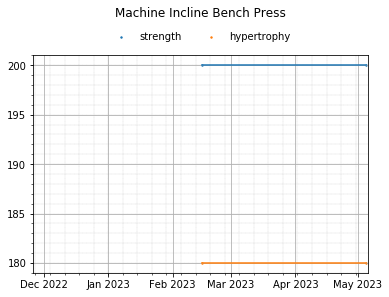 Machine Incline Bench Press
strength hypertrophy
200
195
190
185
180
Dec 2022 Jan 2023 Feb 2023 Mar 2023 Apr 2023 May 2023